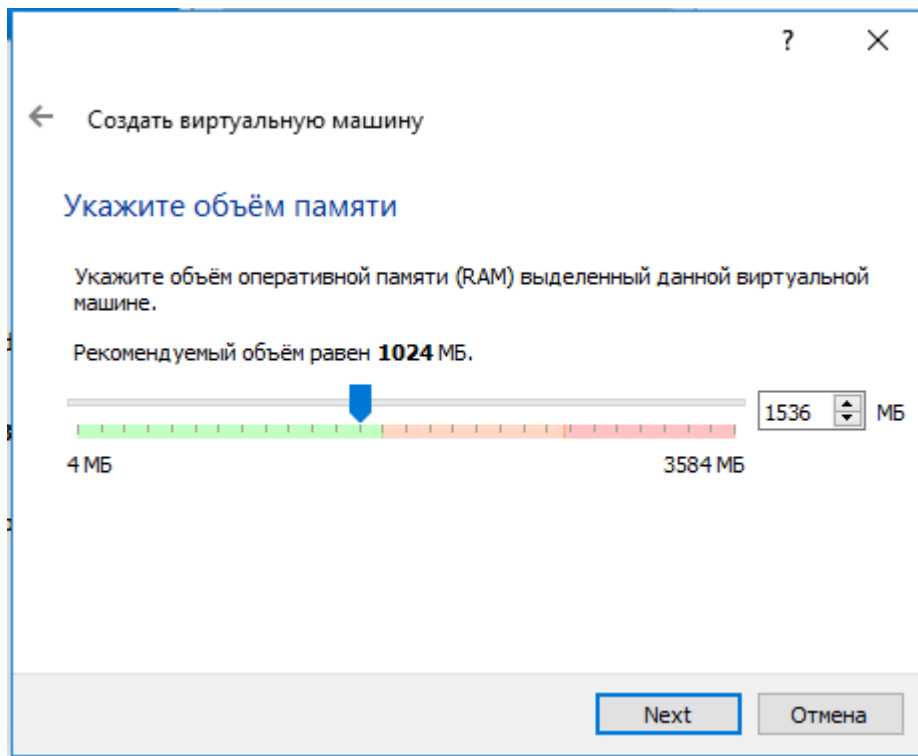 ?
Создать виртуальную машину
Укажите объём памяти
Укажите объём оперативной памяти (RAM) выделенный данной виртуальной
машине.
Рекомендуемый объём равен 1024 МБ.
1536 МБ
4 МБ 3584 МБ
Next Отмена